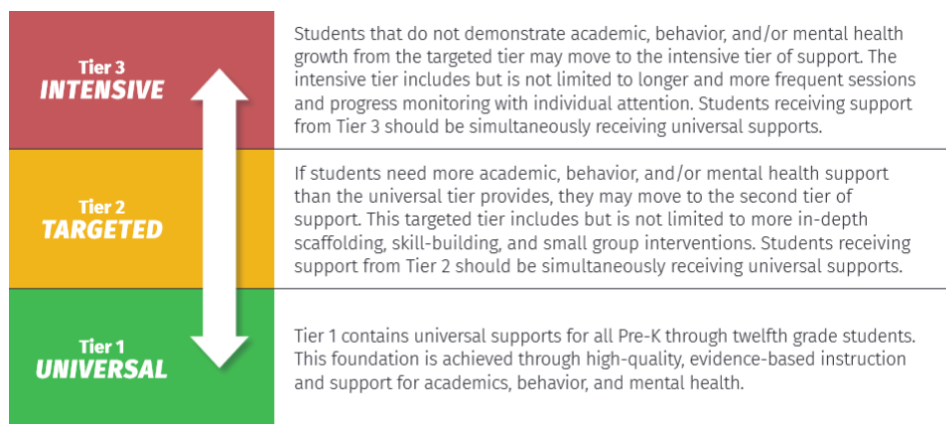 Tier 3
INTENSIVE
Students that do not demonstrate academic, behavior, and/or mental health
growth from the targeted tier may move to the intensive tier of support. The
intensive tier includes but is not limited to longer and more frequent sessions
and progress monitoring with individual attention. Students receiving support
from Tier 3 should be simultaneously receiving universal supports.
Tier 2
TARGETED
If students need more academic, behavior, and/or mental health support
than the universal tier provides, they may move to the second tier of
support. This targeted tier includes but is not limited to more in-depth
scaffolding, skill-building, and small group interventions. Students receiving
support from Tier 2 should be simultaneously receiving universal supports.
Tier 1
UNIVERSAL
Tier 1 contains universal supports for all Pre-K through twelfth grade students.
This foundation is achieved through high-quality, evidence-based instruction
and support for academics, behavior, and mental health.